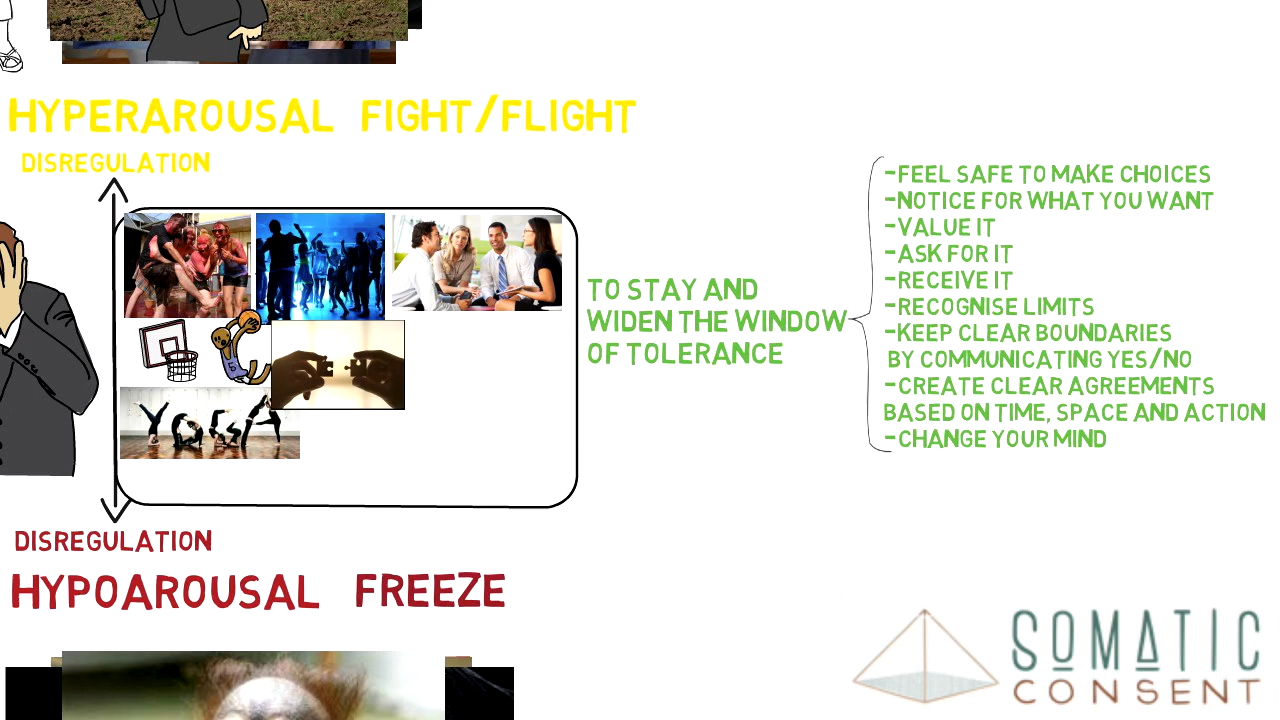 HYPERAROUSAL FIGHT/FLIGHT
DISREGULATION
YOGA
TO STAY AND
WIDEN THE WINDOW
OF TOLERANCE
-FEEL SAFE TO MAKE CHOICES
-NOTICE FOR WHAT YOU WANT
-VALUE IT
-ASK FOR IT
-RECEIVE IT
-RECOGNISE LIMITS
-KEEP CLEAR BOUNDARIES
BY COMMUNICATING YES/NO
-CREATE CLEAR AGREEMENTS
BASED ON TIME, SPACE AND ACTION
-CHANGE YOUR MIND
DISREGULATION
HYPOAROUSAL FREEZE
SOMATIC
CONSENT